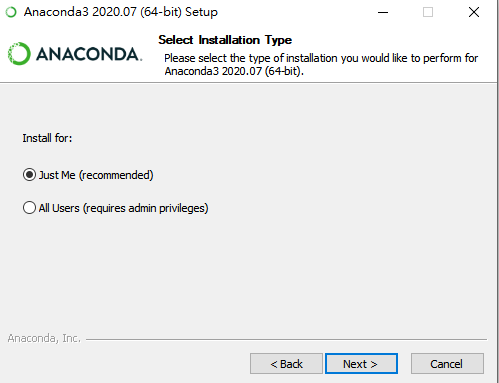 Anaconda3 2020.07 (64-bit) Setup
ANACONDA.
Select Installation Type
Please select the type of installation you would like to perform for
Anaconda3 2020.07 (64-bit).
Install for:
Just Me (recommended)
All Users (requires admin privileges)
Anaconda, Inc.
< Back Next > Cancel